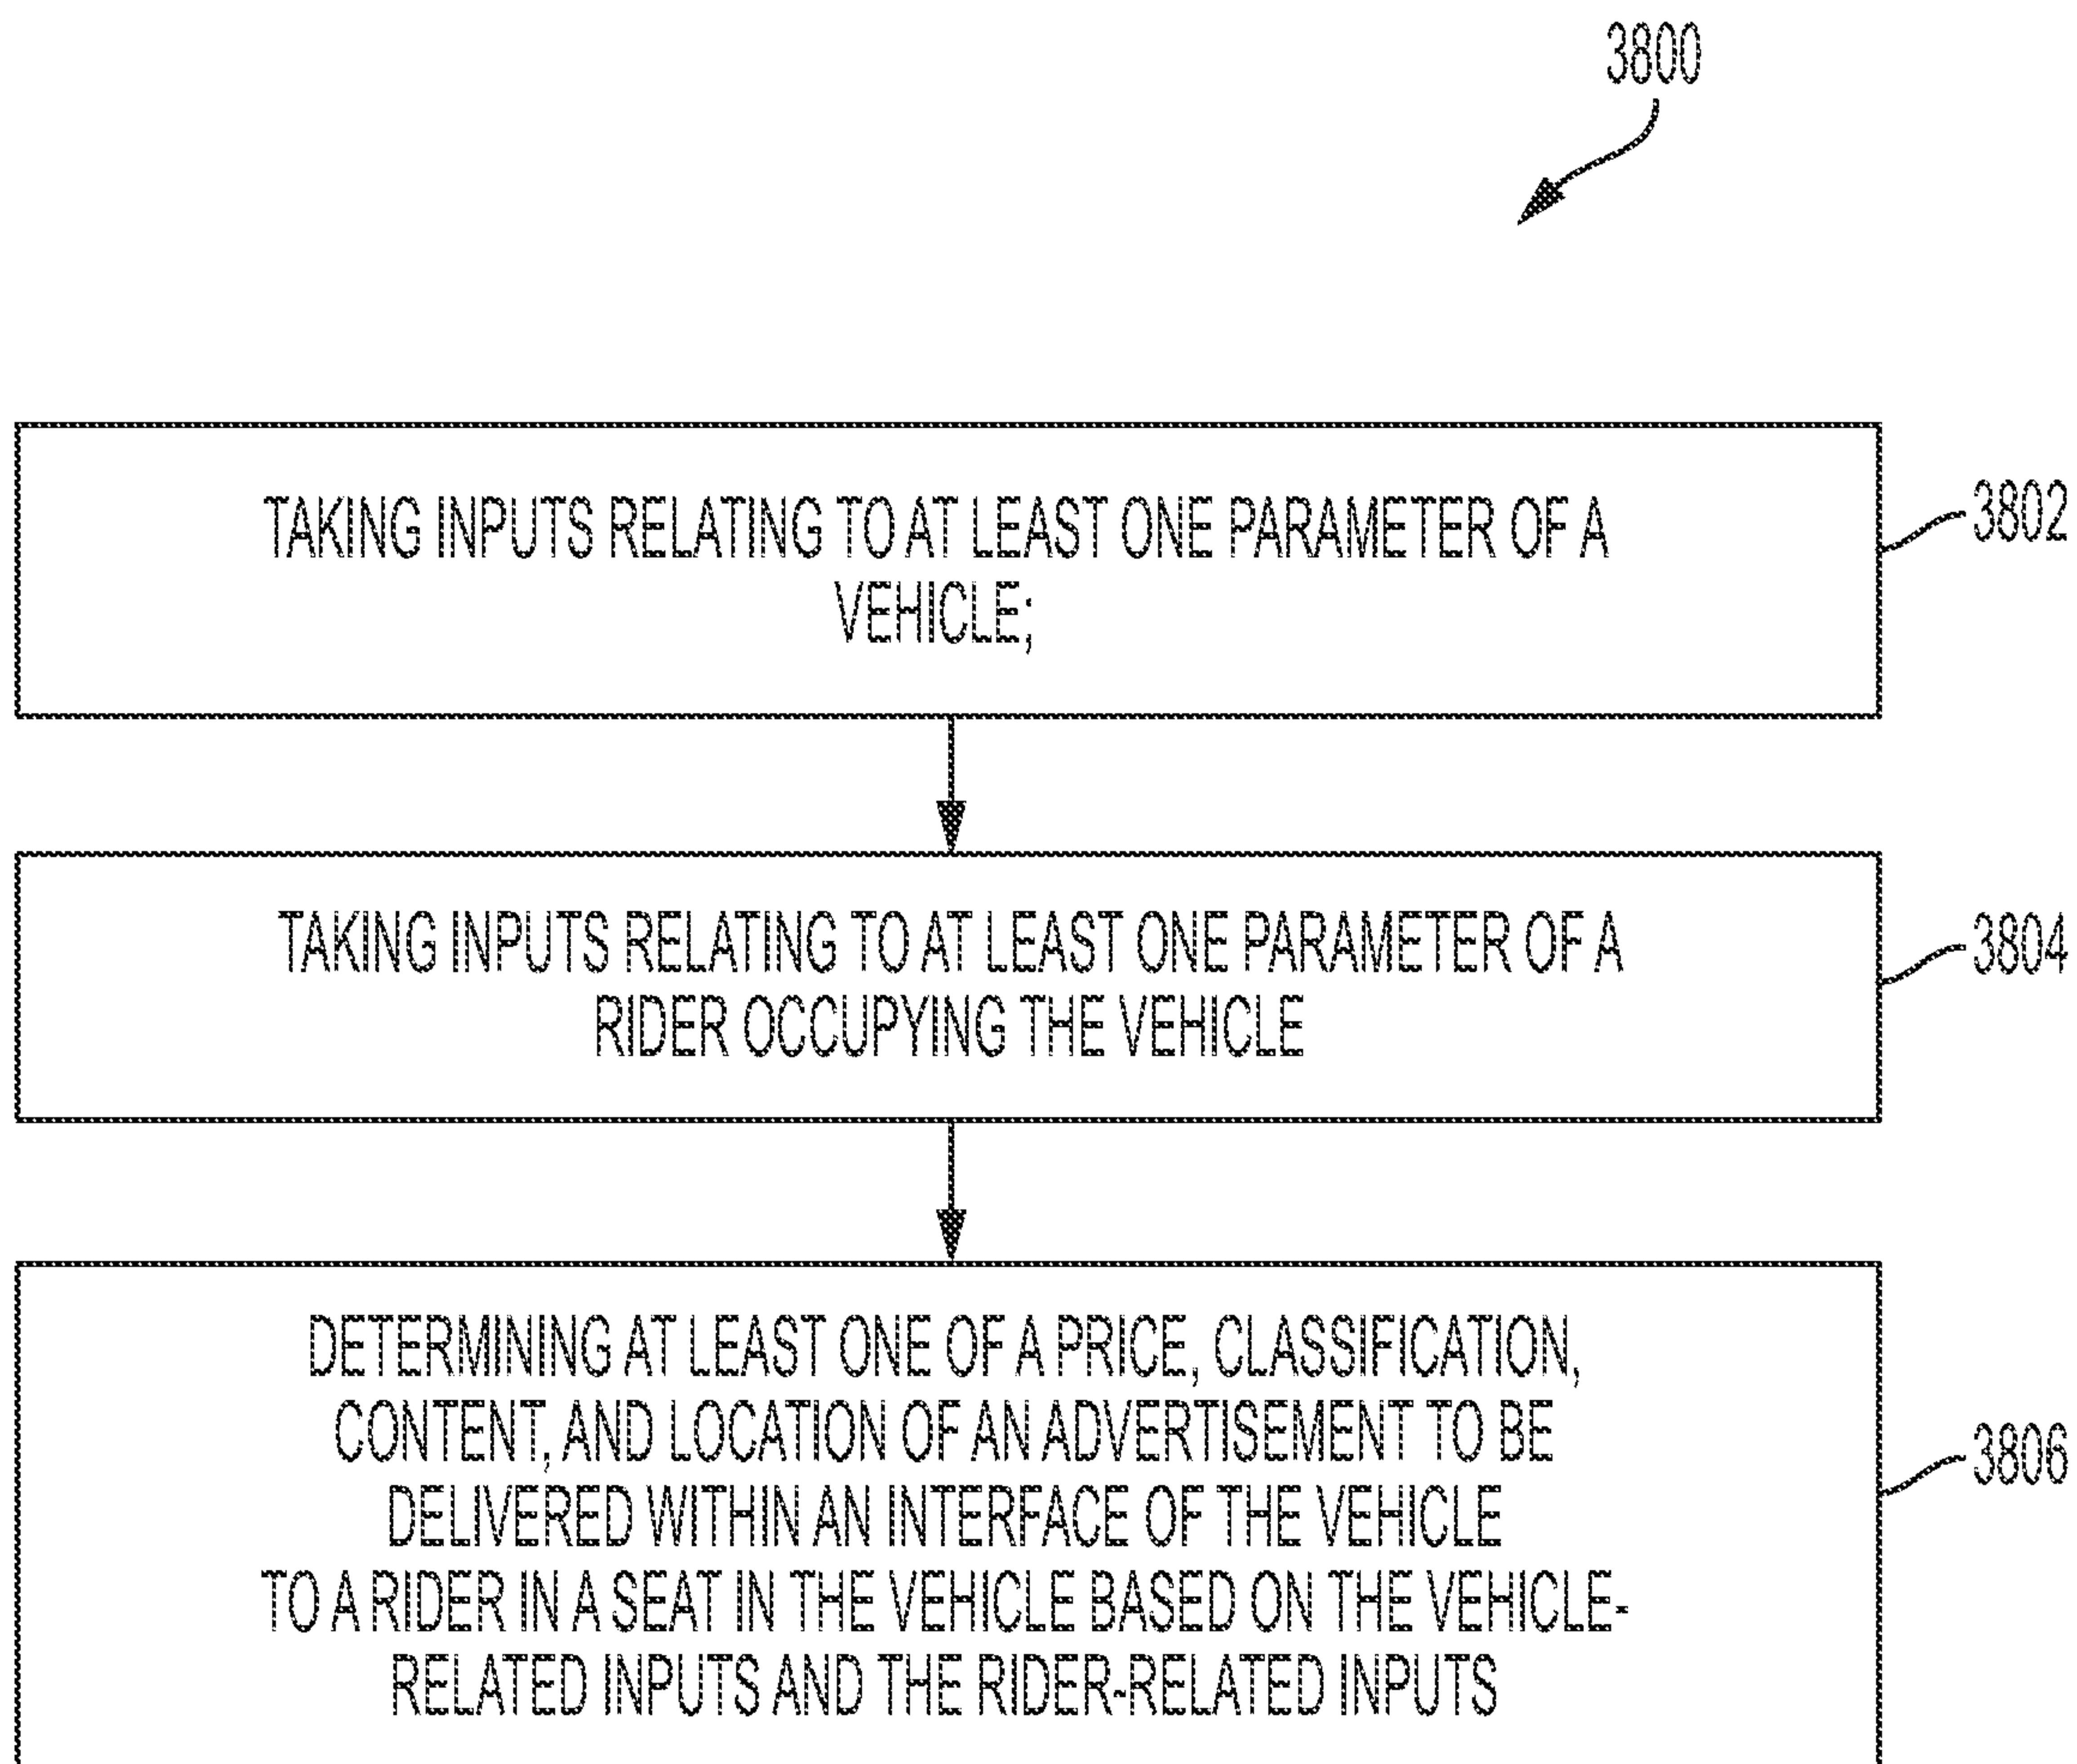 3800
TAKING INPUTS RELATING TO AT LEAST ONE PARAMETER OF A
VEHICLE;
3802
TAKING INPUTS RELATING TO AT LEAST ONE PARAMETER OF A
RIDER OCCUPYING THE VEHICLE
3804
DETERMINING AT LEAST ONE OF A PRICE, CLASSIFICATION,
CONTENT, AND LOCATION OF AN ADVERTISEMENT TO BE
DELIVERED WITHIN AN INTERFACE OF THE VEHICLE
TO A RIDER IN A SEAT IN THE VEHICLE BASED ON THE VEHICLE-
RELATED INPUTS AND THE RIDER-RELATED INPUTS
3806